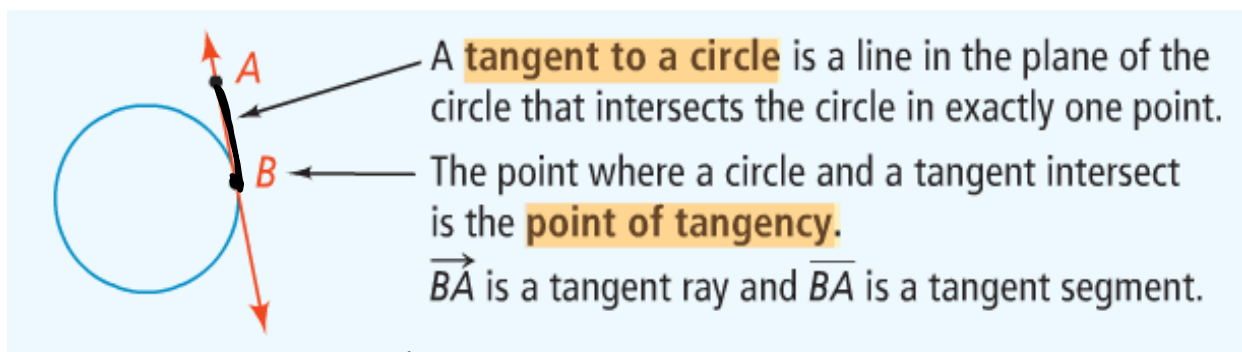 A
A tangent to a circle is a line in the plane of the
circle that intersects the circle in exactly one point.
B
The point where a circle and a tangent intersect
is the point of tangency.
BA is a tangent ray and BA is a tangent segment.